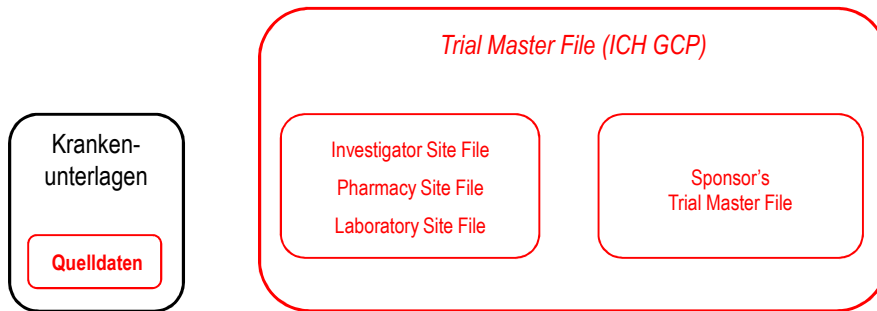 Trial Master File (ICH GCP)
Kranken-
unterlagen
Quelldaten
Investigator Site File
Pharmacy Site File
Laboratory Site File
Sponsor’s
Trial Master File